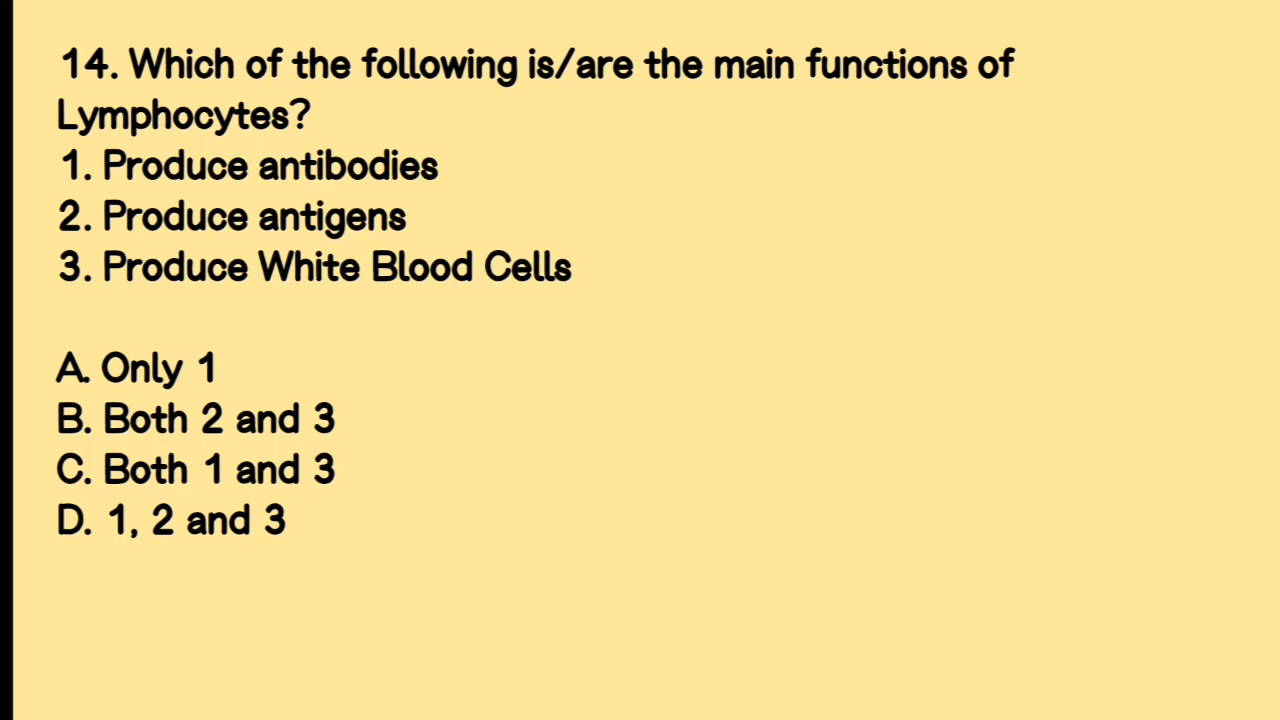 14. Which of the following is/are the main functions of
Lymphocytes?
1. Produce antibodies
2. Produce antigens
3. Produce White Blood Cells
A. Only 1
B. Both 2 and 3
C. Both 1 and 3
D. 1, 2 and 3